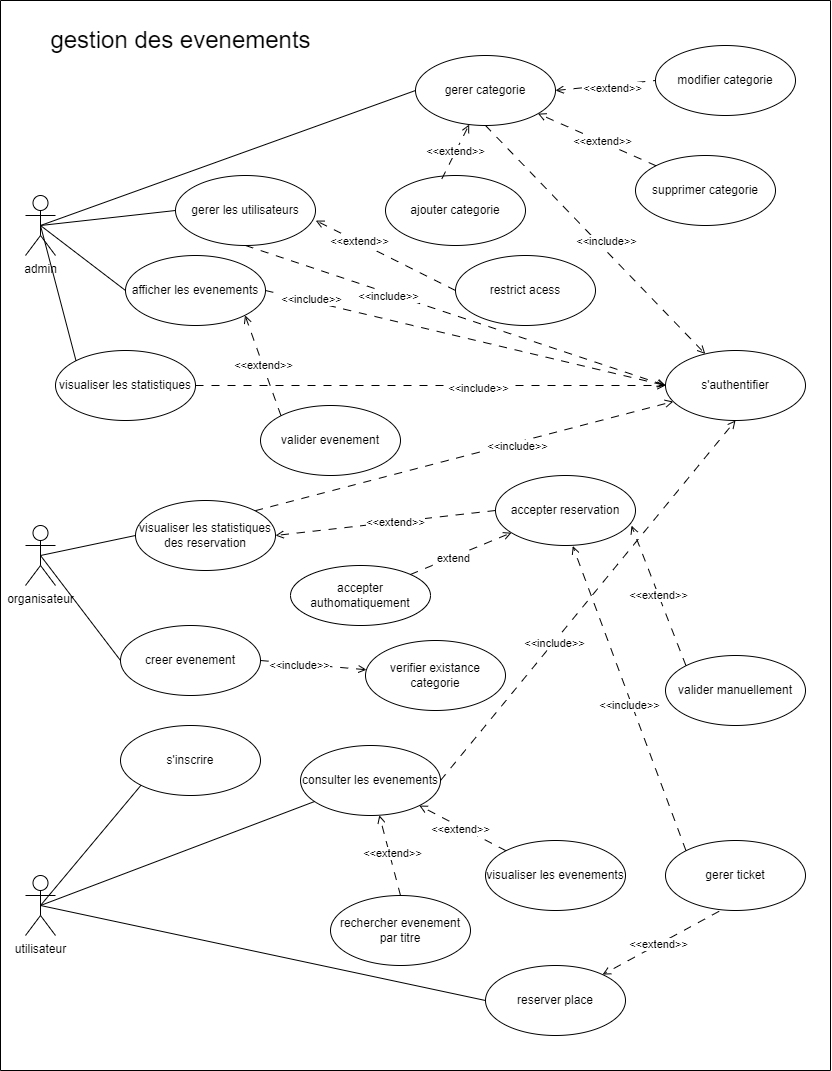 gestion des evenements
gerer categorie
<<extend>>
modifier categorie
<<extend>>
<<extend>>
supprimer categorie
gerer les utilisateurs
ajouter categorie
<<extend>>
<<include>>
admin
afficher les evenements
<<include>>
<<include>>
restrict acess
<<extend>>
visualiser les statistiques
<<include>>
s'authentifier
valider evenement
<<include>>
accepter reservation
visualiser les statistiques
des reservation
<<extend>>
extend
organisateur
accepter
authomatiquement
<<extend>>
<<include>>
creer evenement
<<include>>
verifier existance
categorie
valider manuellement
<<include>>
s'inscrire
consulter les evenements
<<extend>>
<<extend>>
visualiser les evenements
gerer ticket
rechercher evenement
par titre
utilisateur
<<extend>>
reserver place